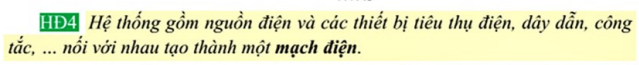 HĐ4 Hệ thống gồm nguồn điện và các thiết bị tiêu thụ điện, dây dẫn, công
tắc, ... nối với nhau tạo thành một mạch điện.